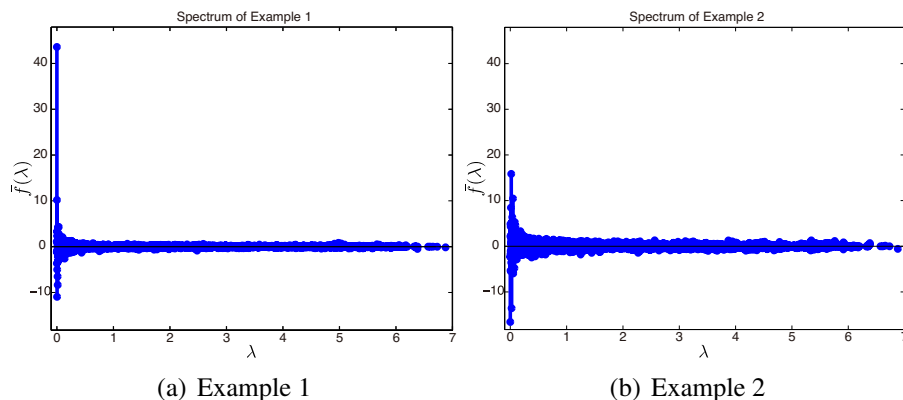 Spectrum of Example 1
40
30
20
10
0
−10
f̄(λ)
0 1 2 3 4 5 6 7
λ
(a) Example 1
Spectrum of Example 2
40
30
20
10
0
−10
f̄(λ)
0 1 2 3 4 5 6 7
λ
(b) Example 2